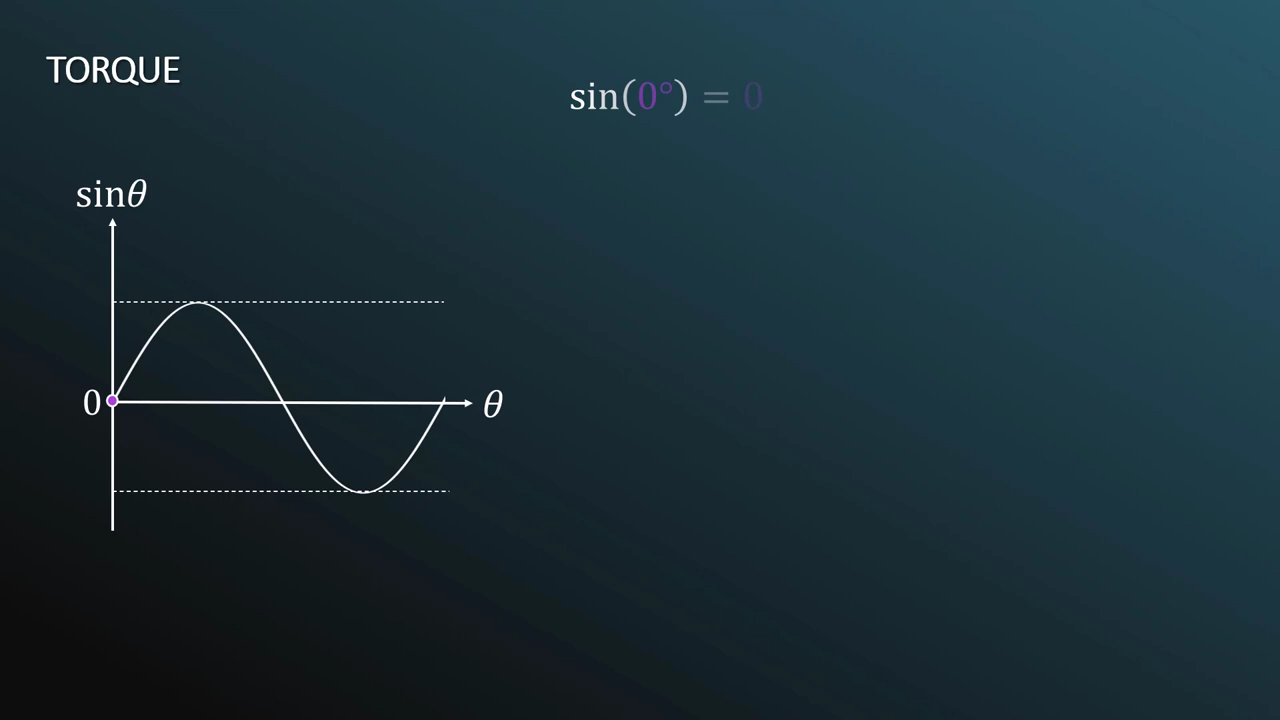 TORQUE
sin(0°) = 0
sinθ
0
θ